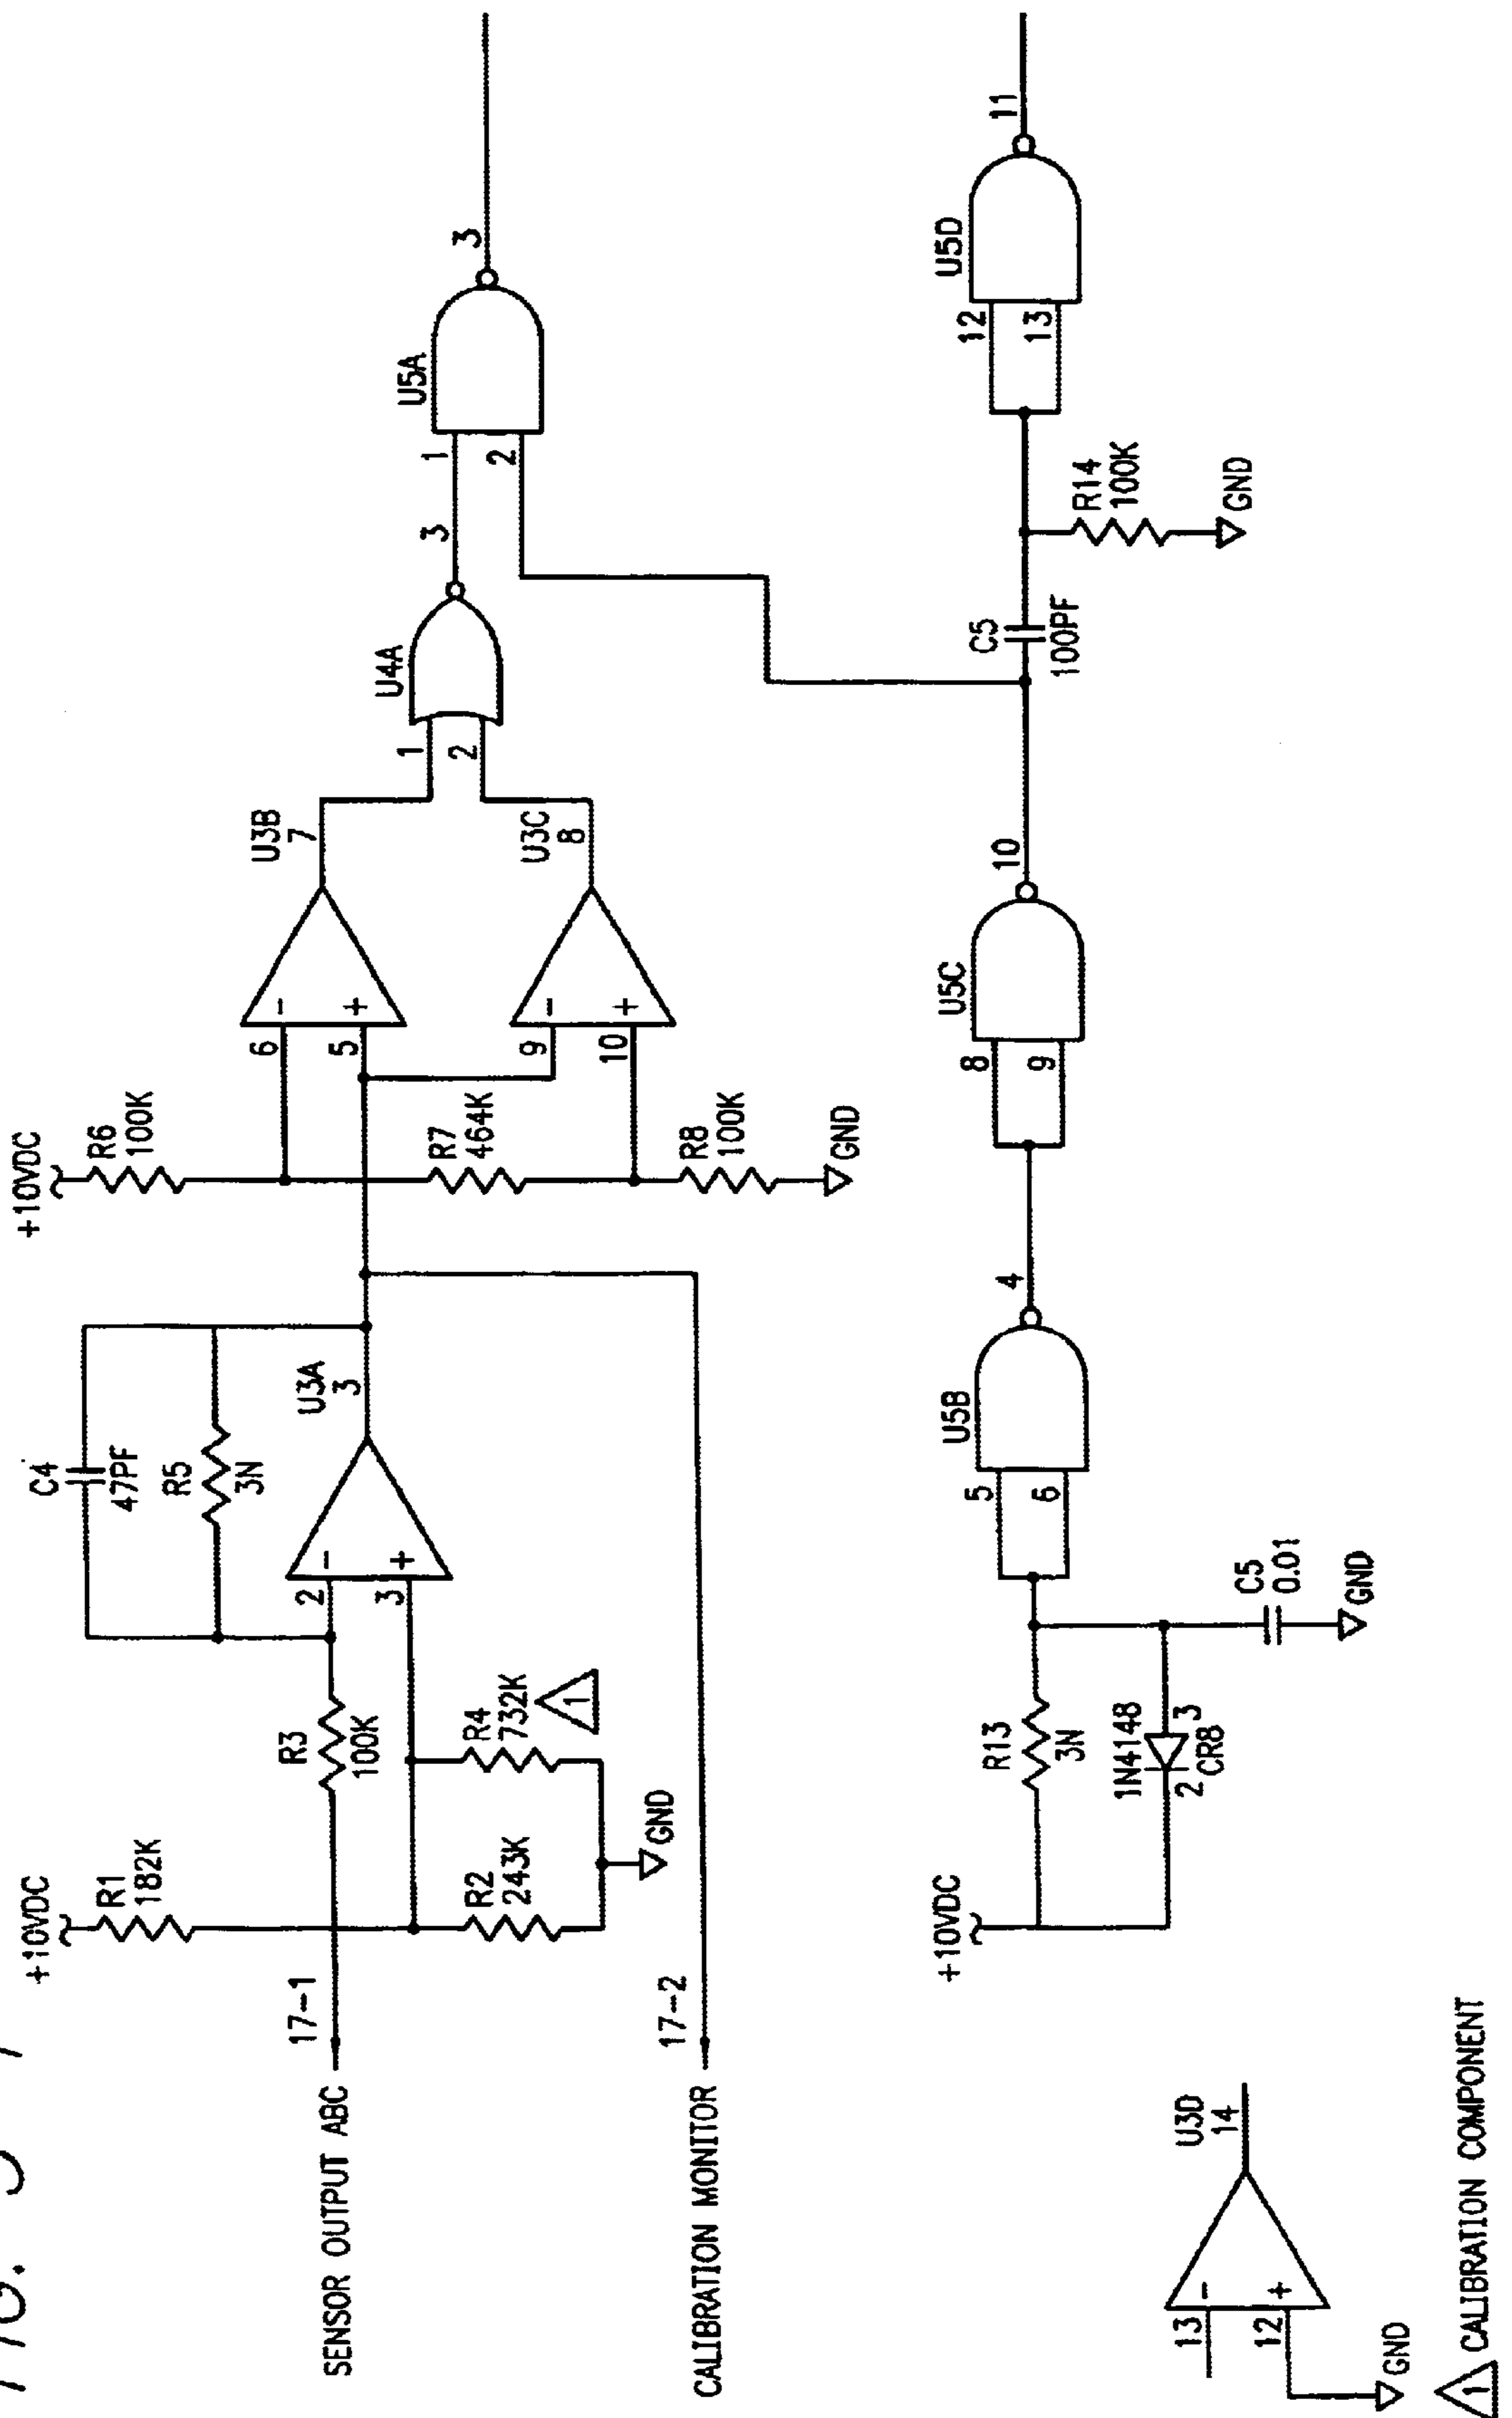 +10VDC
R1
182K
SENSOR OUTPUT ABC
17-1
R3
100K
R2
243K
R4
732K
1
GND
C4
47PF
R5
3N
2
-
3
+
U3A
3
CALIBRATION MONITOR
17-2
+10VDC
R6
100K
R7
464K
R8
100K
GND
6
-
5
+
U3B
7
9
-
10
+
U3C
8
1
2
U4A
3
1
2
U5A
3
+10VDC
R13
3N
1N4148
2
3
CR8
C5
0.01
GND
5
6
U5B
4
8
9
U5C
10
C5
100PF
R14
100K
GND
12
13
U5D
11
13
-
12
+
U3D
14
GND
1
CALIBRATION COMPONENT